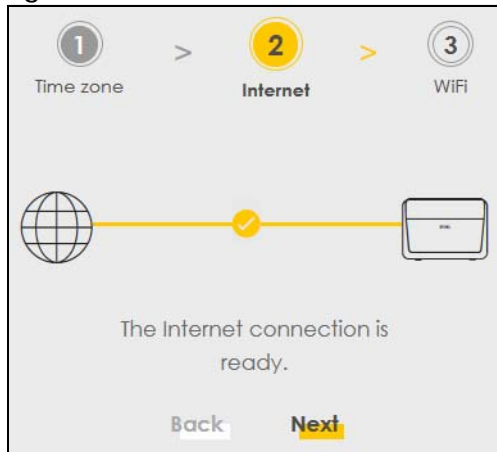 1 > 2 > 3
Time zone Internet WiFi
The Internet connection is
ready.
Back Next